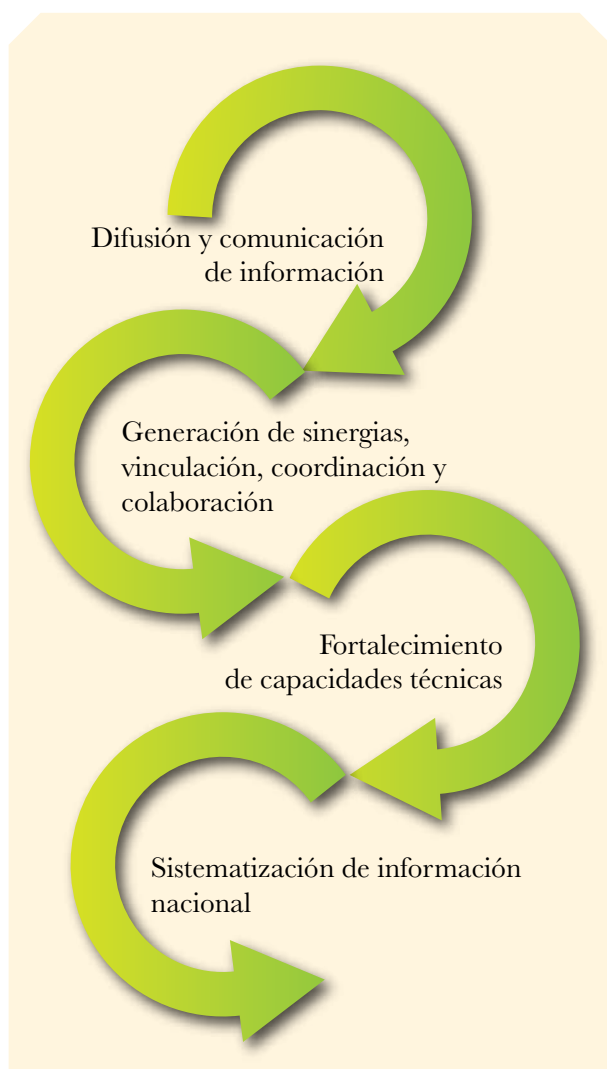 Difusión y comunicación
de información
Generación de sinergias,
vinculación, coordinación y
colaboración
Fortalecimiento
de capacidades técnicas
Sistematización de información
nacional